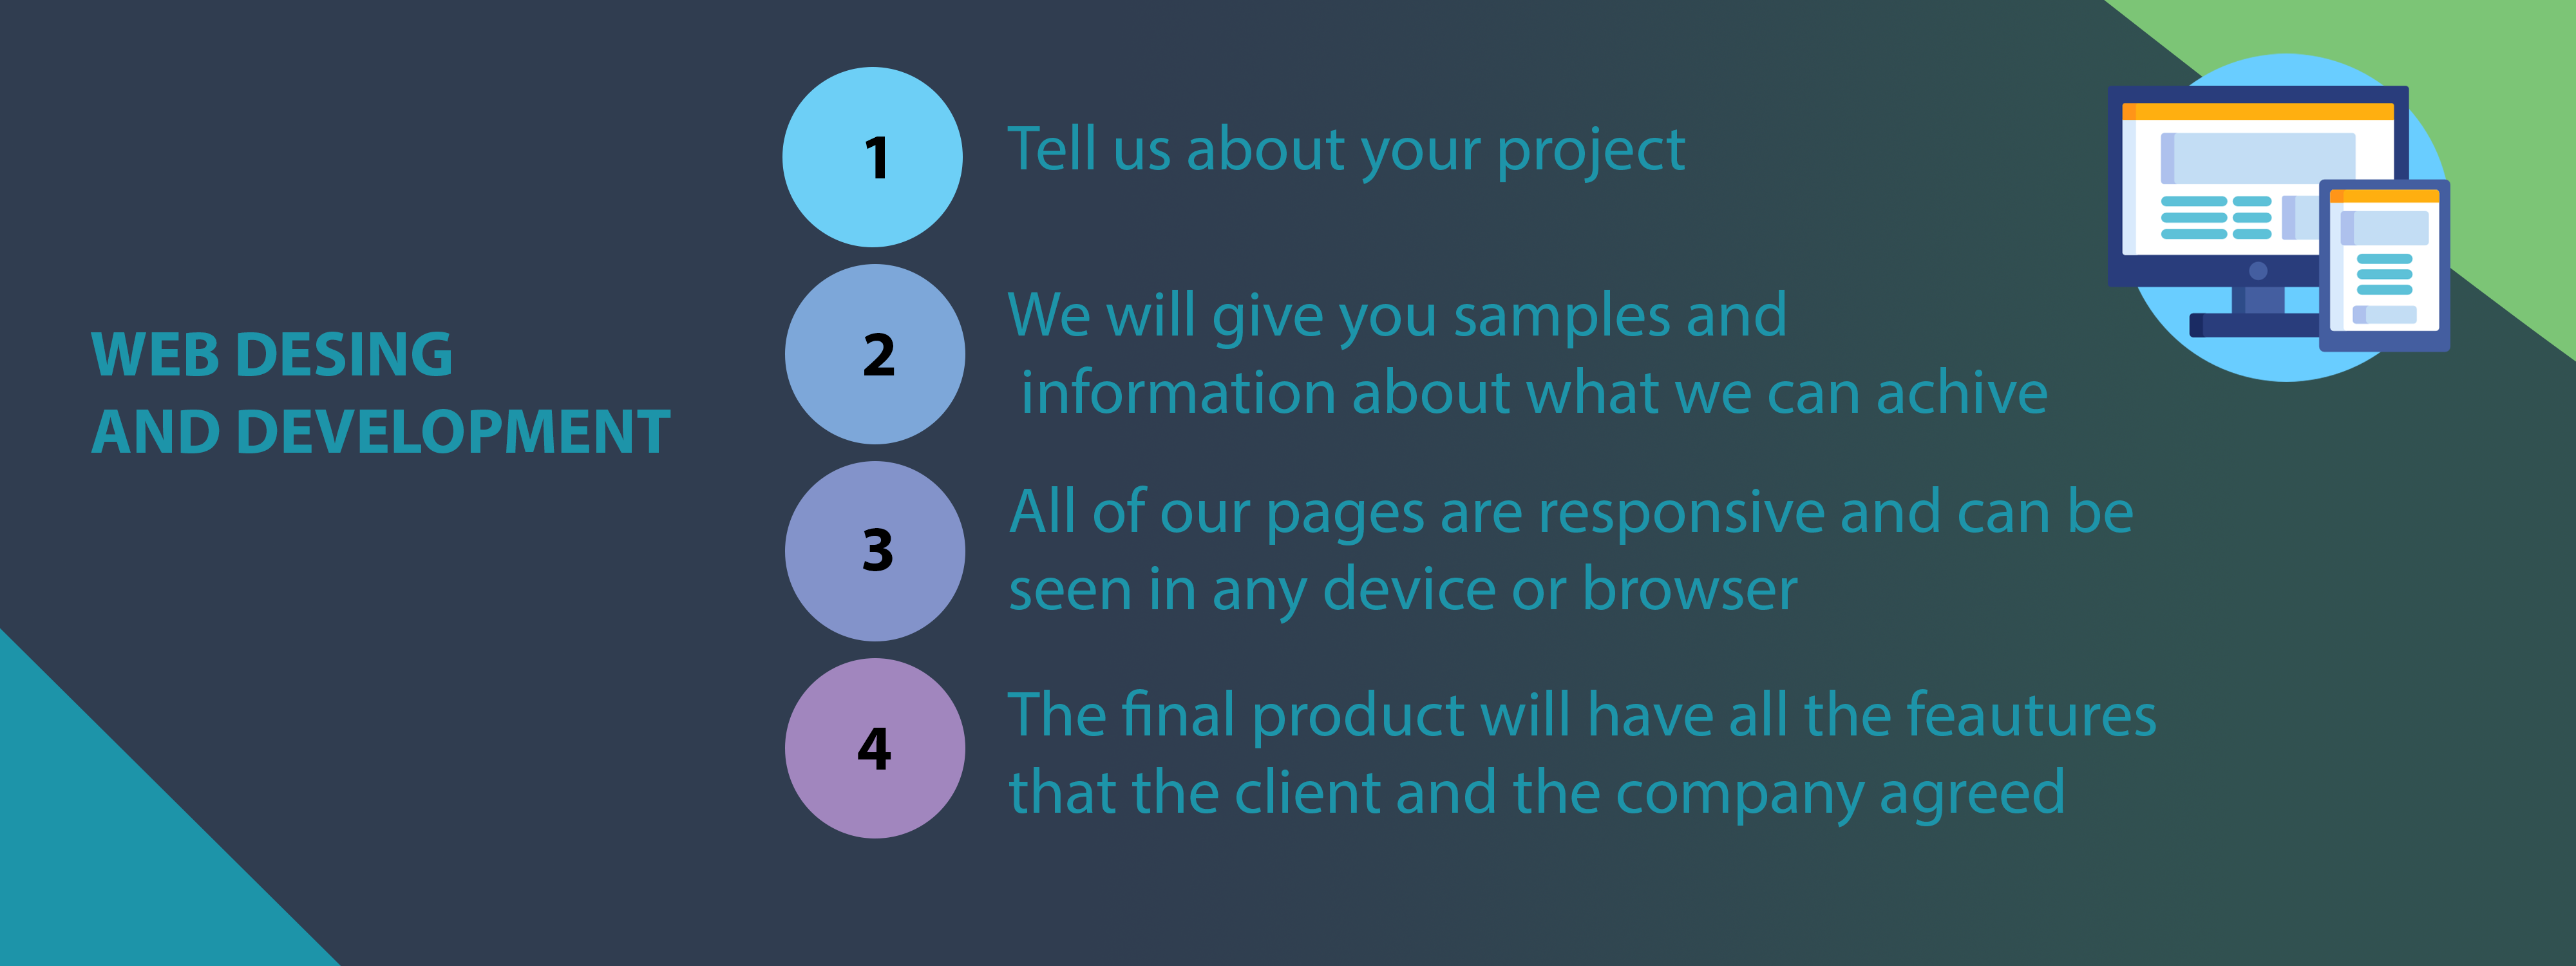 WEB DESING
AND DEVELOPMENT
1
Tell us about your project
2
We will give you samples and
information about what we can achive
3
All of our pages are responsive and can be
seen in any device or browser
4
The final product will have all the feautures
that the client and the company agreed